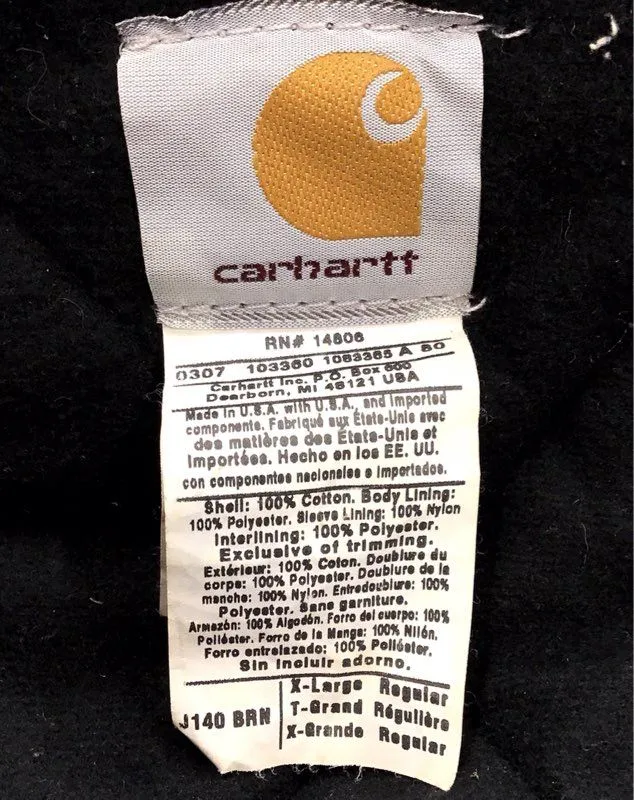 carhartt
RN# 14806
0307 103360 1083365 A 80
Carhartt Inc. P.O. Box 600
Dearborn, MI 48121 USA
Made in U.S.A. with U.S.A., and imported
componente. Fabriqué aux États-Unis avec
des matières des États-Unis et
Importées. Hecho en los EE. UU.
con componentes nacionales e importados.
Shell: 100% Cotton. Body Lining:
100% Polyester. Sleeve Lining: 100% Nylon
Interlining: 100% Polyester.
Exclusive of trimming.
Extérieur: 100% Coton. Doublure du
corps: 100% Polyester. Doublure de la
manche: 100% Nylon. Entredoublure: 100%
Polyester. Sans garniture.
Armazón: 100% Algodón. Forro del cuerpo: 100%
Poliéster. Forro de la Manga: 100% Nilón.
Forro entrelazado: 100% Poliéster.
Sin incluir adorno.
J140 BRN
X-Large Regular
T-Grand Régulière
X-Grande Regular